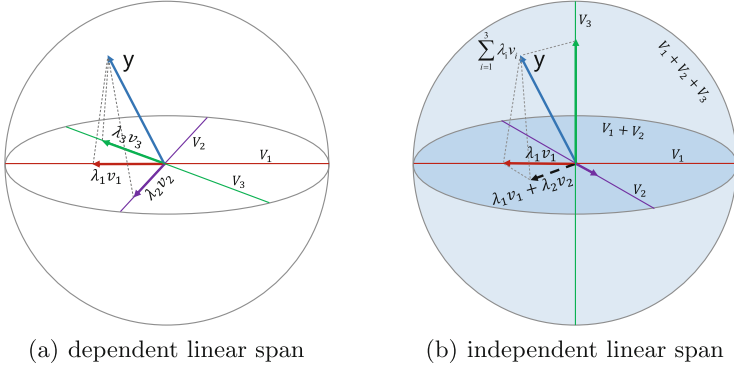 y
λ₃v₃
V₂
V₁
λ₁v₁
λ₂v₂
V₃
(a) dependent linear span
V₃
∑³ᵢ₌₁ λᵢvᵢ
y
V₁ + V₂ + V₃
V₁ + V₂
λ₁v₁
V₁
λ₁v₁ + λ₂v₂
V₂
(b) independent linear span